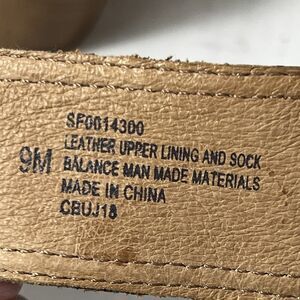 SF0014300
LEATHER UPPER LINING AND SOCK
9M BALANCE MAN MADE MATERIALS
MADE IN CHINA
CBUJ18